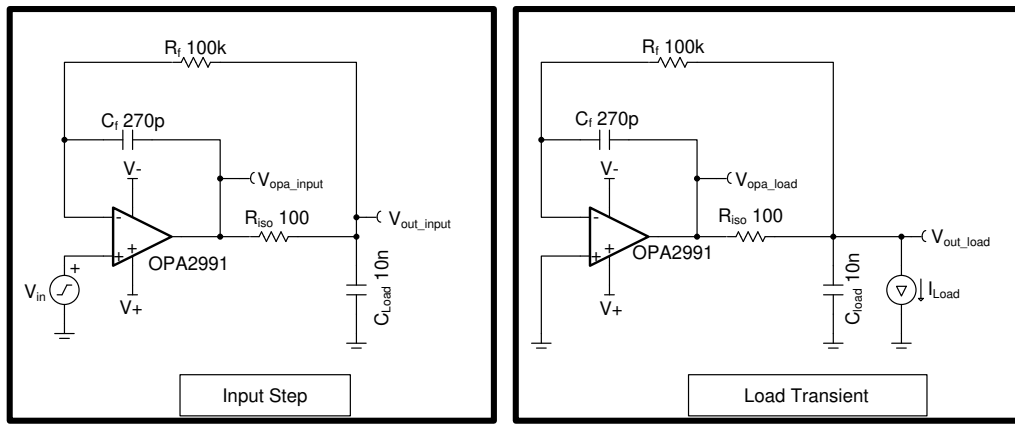 Rf 100k
Cf 270p
V-
Vopa_input
Riso 100
Vout_input
-
+
+
OPA2991
+
Vin
V+
CLoad 10n
Input Step
Rf 100k
Cf 270p
V-
Vopa_load
Riso 100
Vout_load
-
+
+
OPA2991
V+
Cload 10n
ILoad
Load Transient